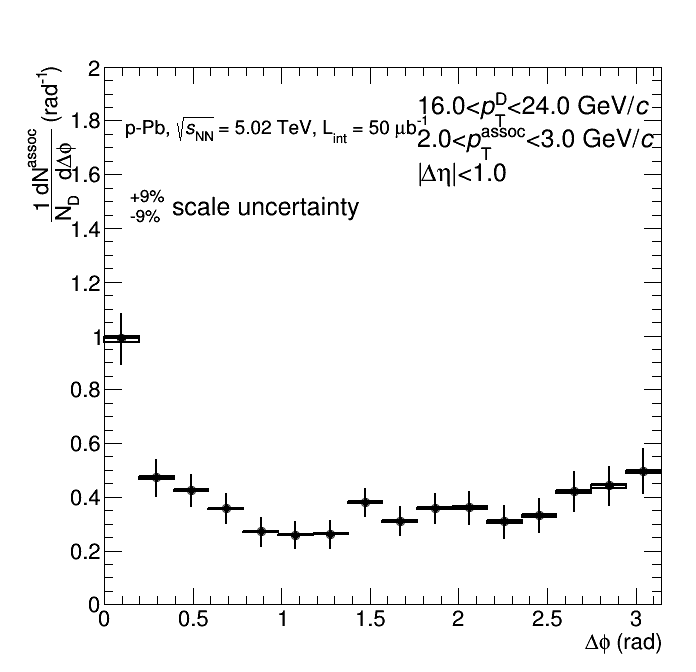 2
1.8
1.6
1.4
1.2
1
0.8
0.6
0.4
0.2
0
1 dN^assoc / N_D dΔφ (rad⁻¹)
p-Pb, √s_NN = 5.02 TeV, L_int = 50 μb⁻¹
16.0<p_T^D<24.0 GeV/c
2.0<p_T^assoc<3.0 GeV/c
|Δη|<1.0
+9%
-9% scale uncertainty
0 0.5 1 1.5 2 2.5 3
Δφ (rad)